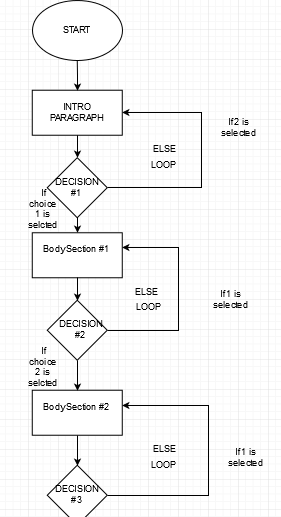 START
INTRO
PARAGRAPH
If2 is
selected
ELSE
LOOP
DECISION
#1
If
choice
1 is
selcted
BodySection #1
ELSE
LOOP
If1 is
selected
DECISION
#2
If
choice
2 is
selcted
BodySection #2
ELSE
LOOP
If1 is
selected
DECISION
#3